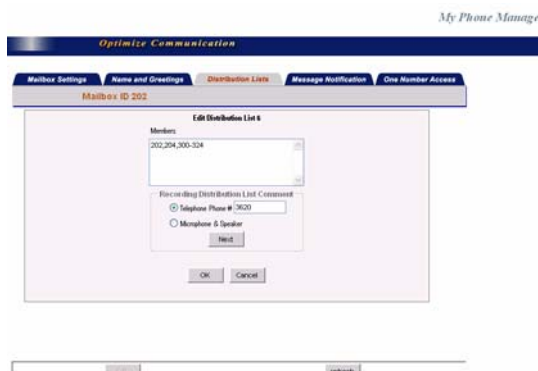 My Phone Manage
Optimize Communication
Mailbox Settings Name and Greetings Distribution Lists Message Notification One Number Access
Mailbox ID 202
Edit Distribution List 6
Members:
202,204,300-324
Recording Distribution List Comment
Telephone Phone # 3620
Microphone & Speaker
Next
OK Cancel